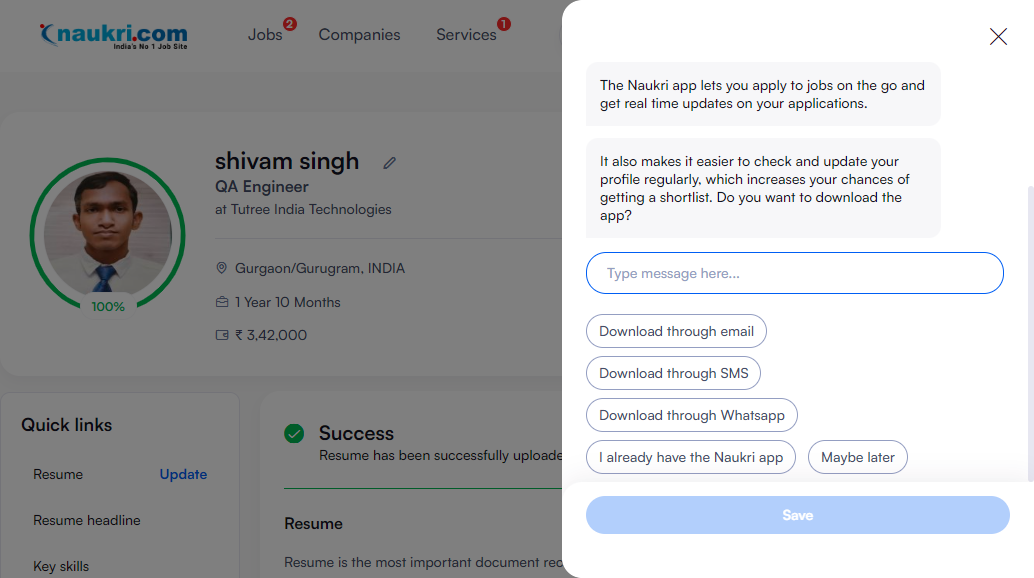 naukri.com
India's No 1 Job Site
Jobs
2
Companies
Services
1
shivam singh
QA Engineer
at Tutree India Technologies
Gurgaon/Gurugram, INDIA
1 Year 10 Months
₹ 3,42,000
100%
Quick links
Resume
Update
Resume headline
Key skills
Success
Resume has been successfully uploade
Resume
Resume is the most important document rec
The Naukri app lets you apply to jobs on the go and
get real time updates on your applications.
It also makes it easier to check and update your
profile regularly, which increases your chances of
getting a shortlist. Do you want to download the
app?
Type message here...
Download through email
Download through SMS
Download through Whatsapp
I already have the Naukri app
Maybe later
Save